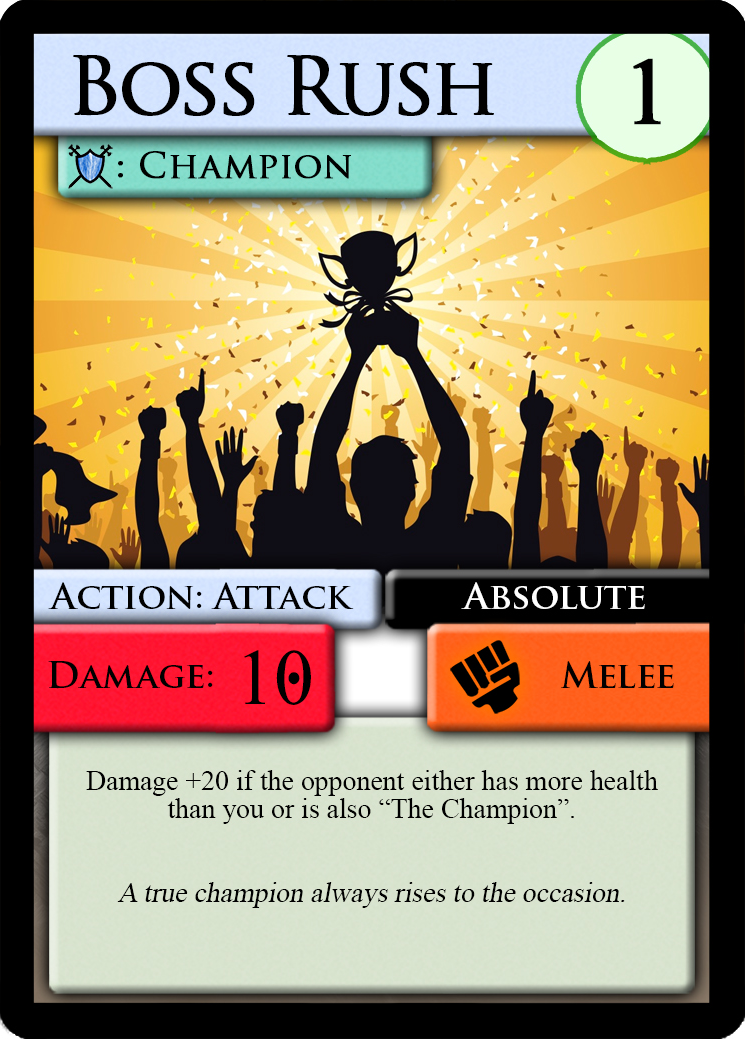 Boss Rush
1
: Champion
Action: Attack
Absolute
Damage: 10
Melee
Damage +20 if the opponent either has more health
than you or is also “The Champion”.
A true champion always rises to the occasion.